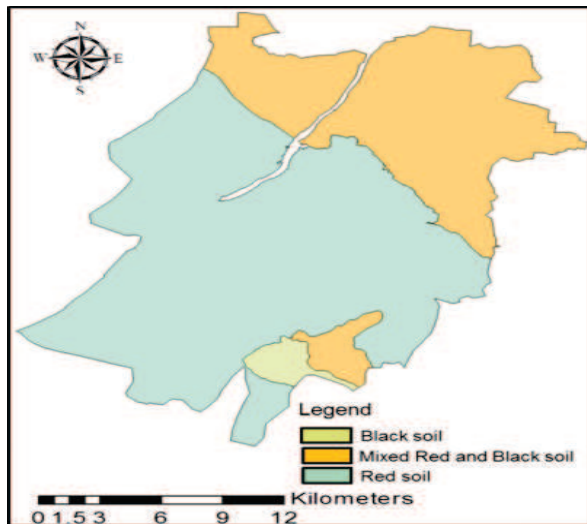 N
W E
S
Legend
Black soil
Mixed Red and Black soil
Red soil
Kilometers
0 1.5 3 6 9 12